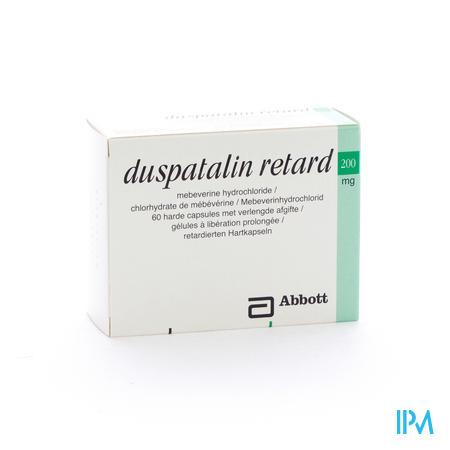 duspatalin retard
200
mg
mebeverine hydrochloride /
chlorhydrate de mébévérine / Mebeverinhydrochlorid
60 harde capsules met verlengde afgifte /
gélules à libération prolongée /
retardierten Hartkapseln
Abbott
IPM